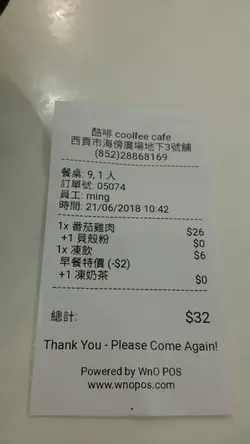 酷啡 coolfee cafe
西貢市海傍廣場地下3號舖
(852)28868169
餐桌: 9, 1 人
訂單號: 05074
員工: ming
時間: 21/06/2018 10:42
1x 番茄雞肉 $26
+1 貝殼粉 $0
1x 凍飲 $6
早餐特價 (-$2)
+1 凍奶茶 $0
總計: $32
Thank You - Please Come Again!
Powered by WnO POS
www.wnopos.com